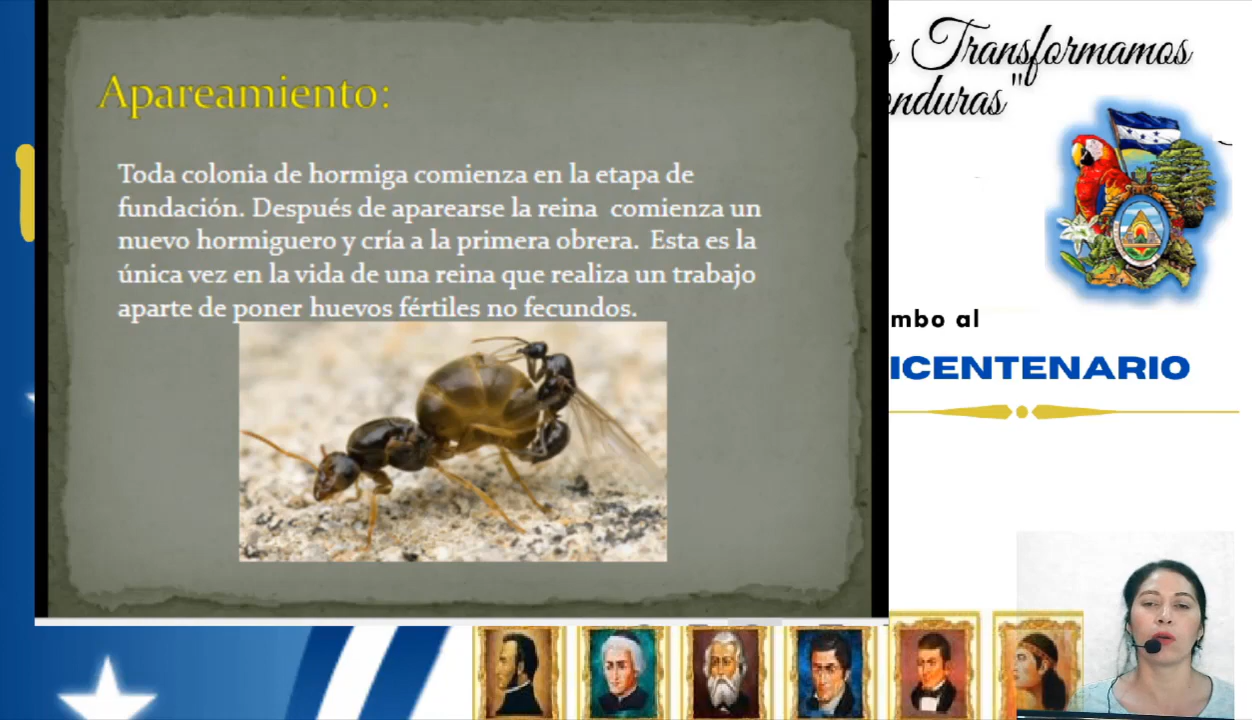 Apareamiento:
Toda colonia de hormiga comienza en la etapa de
fundación. Después de aparearse la reina  comienza un
nuevo hormiguero y cría a la primera obrera.  Esta es la
única vez en la vida de una reina que realiza un trabajo
aparte de poner huevos fértiles no fecundos.
Transformamos
onduras"
mbo al
ICENTENARIO